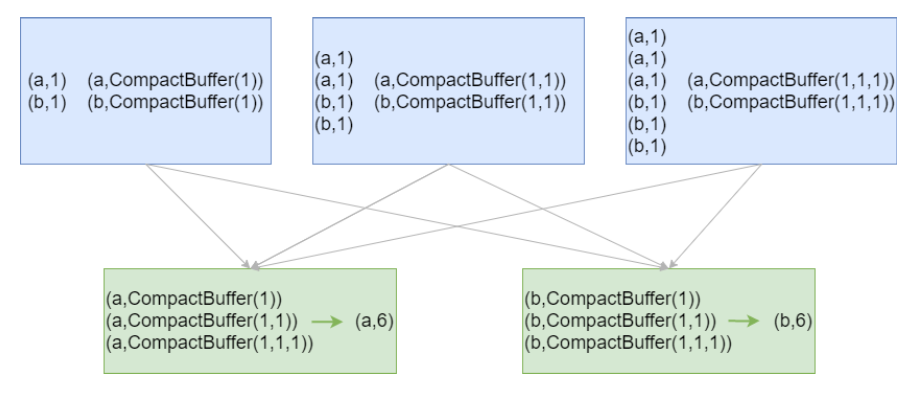 (a,1) (a,CompactBuffer(1))
(b,1) (b,CompactBuffer(1))
(a,1)
(a,1) (a,CompactBuffer(1,1))
(b,1) (b,CompactBuffer(1,1))
(b,1)
(a,1)
(a,1)
(a,1) (a,CompactBuffer(1,1,1))
(b,1) (b,CompactBuffer(1,1,1))
(b,1)
(b,1)
(a,CompactBuffer(1))
(a,CompactBuffer(1,1)) (a,6)
(a,CompactBuffer(1,1,1))
(b,CompactBuffer(1))
(b,CompactBuffer(1,1)) (b,6)
(b,CompactBuffer(1,1,1))